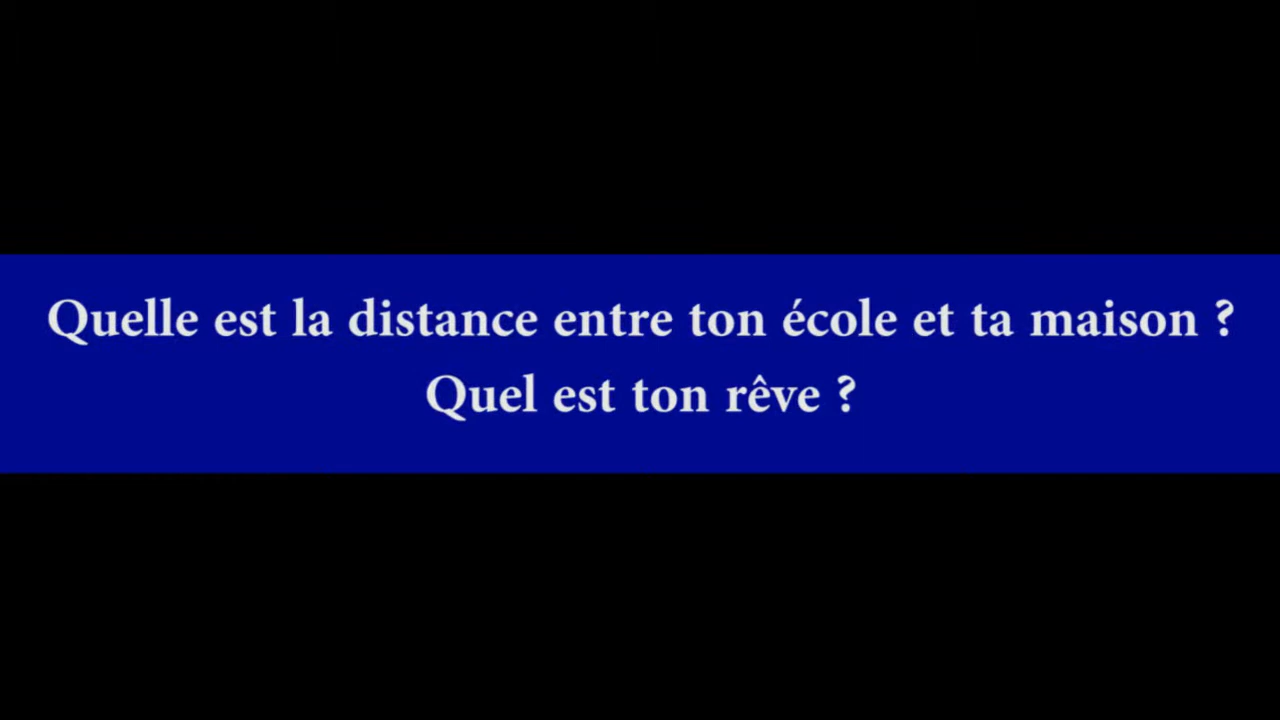 Quelle est la distance entre ton école et ta maison ?
Quel est ton rêve ?